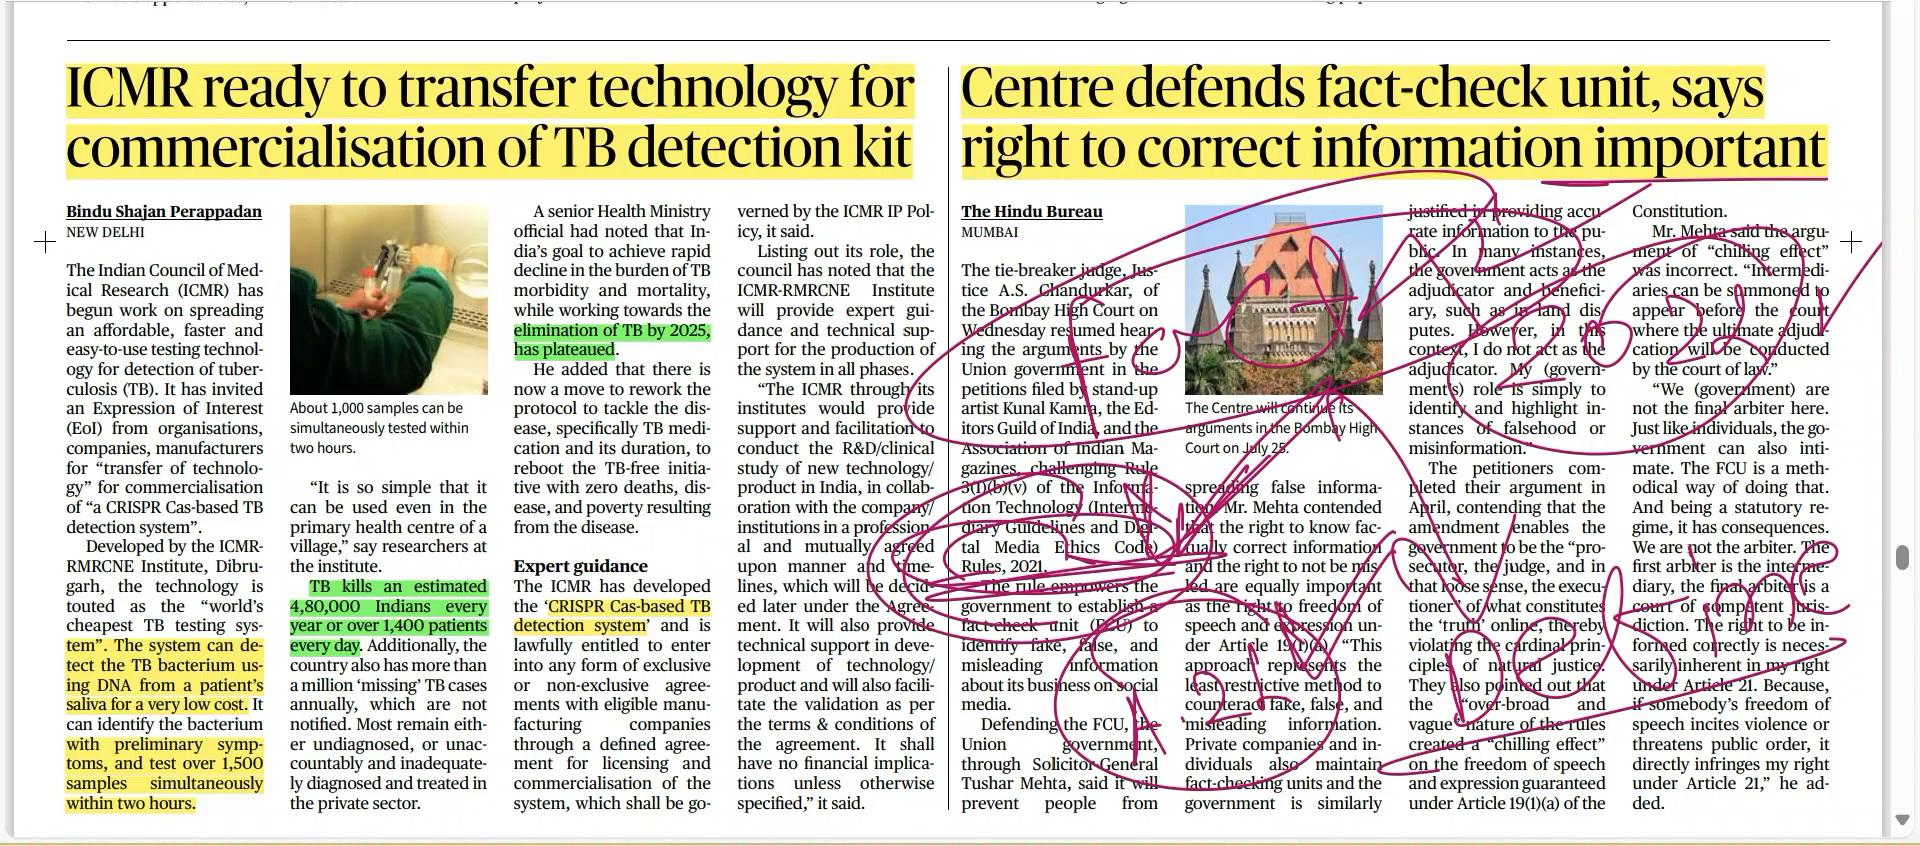 ICMR ready to transfer technology for
commercialisation of TB detection kit
Bindu Shajan Perappadan
NEW DELHI
The Indian Council of Med-
ical Research (ICMR) has
begun work on spreading
an affordable, faster and
easy-to-use testing technol-
ogy for detection of tuber-
culosis (TB). It has invited
an Expression of Interest
(EoI) from organisations,
companies, manufacturers
for “transfer of technolo-
gy” for commercialisation
of “a CRISPR Cas-based TB
detection system”.
Developed by the ICMR-
RMRCNE Institute, Dibru-
garh, the technology is
touted as the “world’s
cheapest TB testing sys-
tem”. The system can de-
tect the TB bacterium us-
ing DNA from a patient’s
saliva for a very low cost. It
can identify the bacterium
with preliminary symp-
toms, and test over 1,500
samples simultaneously
within two hours.
About 1,000 samples can be
simultaneously tested within
two hours.
“It is so simple that it
can be used even in the
primary health centre of a
village,” say researchers at
the institute.
TB kills an estimated
4,80,000 Indians every
year or over 1,400 patients
every day. Additionally, the
country also has more than
a million ‘missing’ TB cases
annually, which are not
notified. Most remain eith-
er undiagnosed, or unac-
countably and inadequate-
ly diagnosed and treated in
the private sector.
A senior Health Ministry
official had noted that In-
dia’s goal to achieve rapid
decline in the burden of TB
morbidity and mortality,
while working towards the
elimination of TB by 2025,
has plateaued.
He added that there is
now a move to rework the
protocol to tackle the dis-
ease, specifically TB medi-
cation and its duration, to
reboot the TB-free initia-
tive with zero deaths, dis-
ease, and poverty resulting
from the disease.
Expert guidance
The ICMR has developed
the ‘CRISPR Cas-based TB
detection system’ and is
lawfully entitled to enter
into any form of exclusive
or non-exclusive agree-
ments with eligible manu-
facturing companies
through a defined agree-
ment for licensing and
commercialisation of the
system, which shall be go-
verned by the ICMR IP Pol-
icy, it said.
Listing out its role, the
council has noted that the
ICMR-RMRCNE Institute
will provide expert gui-
dance and technical sup-
port for the production of
the system in all phases.
“The ICMR through its
institutes would provide
support and facilitation to
conduct the R&D/clinical
study of new technology/
product in India, in collab-
oration with the company/
institutions in a profession-
al and mutually agreed
upon manner and time-
lines, which will be decid-
ed later under the Agree-
ment. It will also provide
technical support in deve-
lopment of technology/
product and will also facili-
tate the validation as per
the terms & conditions of
the agreement. It shall
have no financial implica-
tions unless otherwise
specified,” it said.
Centre defends fact-check unit, says
right to correct information important
The Hindu Bureau
MUMBAI
The tie-breaker judge, Jus-
tice A.S. Chandurkar, of
the Bombay High Court on
Wednesday resumed hear-
ing the arguments by the
Union government in the
petitions filed by stand-up
artist Kunal Kamra, the Ed-
itors Guild of India, and the
Association of Indian Ma-
gazines, challenging Rule
3(1)(b)(v) of the Informa-
tion Technology (Interme-
diary Guidelines and Digi-
tal Media Ethics Code)
Rules, 2021.
The rule empowers the
government to establish a
fact-check unit (FCU) to
identify fake, false, and
misleading information
about its business on social
media.
Defending the FCU, the
Union government,
through Solicitor-General
Tushar Mehta, said it will
prevent people from
The Centre will continue its
arguments in the Bombay High
Court on July 25.
spreading false informa-
tion. Mr. Mehta contended
that the right to know fac-
tually correct information
and the right to not be mis-
led are equally important
as the right to freedom of
speech and expression un-
der Article 19(1)(a). “This
approach represents the
least restrictive method to
counteract fake, false, and
misleading information.
Private companies and in-
dividuals also maintain
fact-checking units and the
government is similarly
justified in providing accu-
rate information to the pu-
blic. In many instances,
the government acts as the
adjudicator and benefici-
ary, such as in land dis-
putes. However, in this
context, I do not act as the
adjudicator. My (govern-
ment’s) role is simply to
identify and highlight in-
stances of falsehood or
misinformation.”
The petitioners com-
pleted their argument in
April, contending that the
amendment enables the
government to be the “pro-
secutor, the judge, and in
that loose sense, the execu-
tioner” of what constitutes
the ‘truth’ online, thereby
violating the cardinal prin-
ciples of natural justice.
They also pointed out that
the “over-broad and
vague” nature of the rules
created a “chilling effect”
on the freedom of speech
and expression guaranteed
under Article 19(1)(a) of the
Constitution.
Mr. Mehta said the argu-
ment of “chilling effect”
was incorrect. “Intermedi-
aries can be summoned to
appear before the court
where the ultimate adjudi-
cation will be conducted
by the court of law.”
“We (government) are
not the final arbiter here.
Just like individuals, the go-
vernment can also inti-
mate. The FCU is a meth-
odical way of doing that.
And being a statutory re-
gime, it has consequences.
We are not the arbiter. The
first arbiter is the interme-
diary, the final arbiter is a
court of competent juris-
diction. The right to be in-
formed correctly is neces-
sarily inherent in my right
under Article 21. Because,
if somebody’s freedom of
speech incites violence or
threatens public order, it
directly infringes my right
under Article 21,” he ad-
ded.
A.21